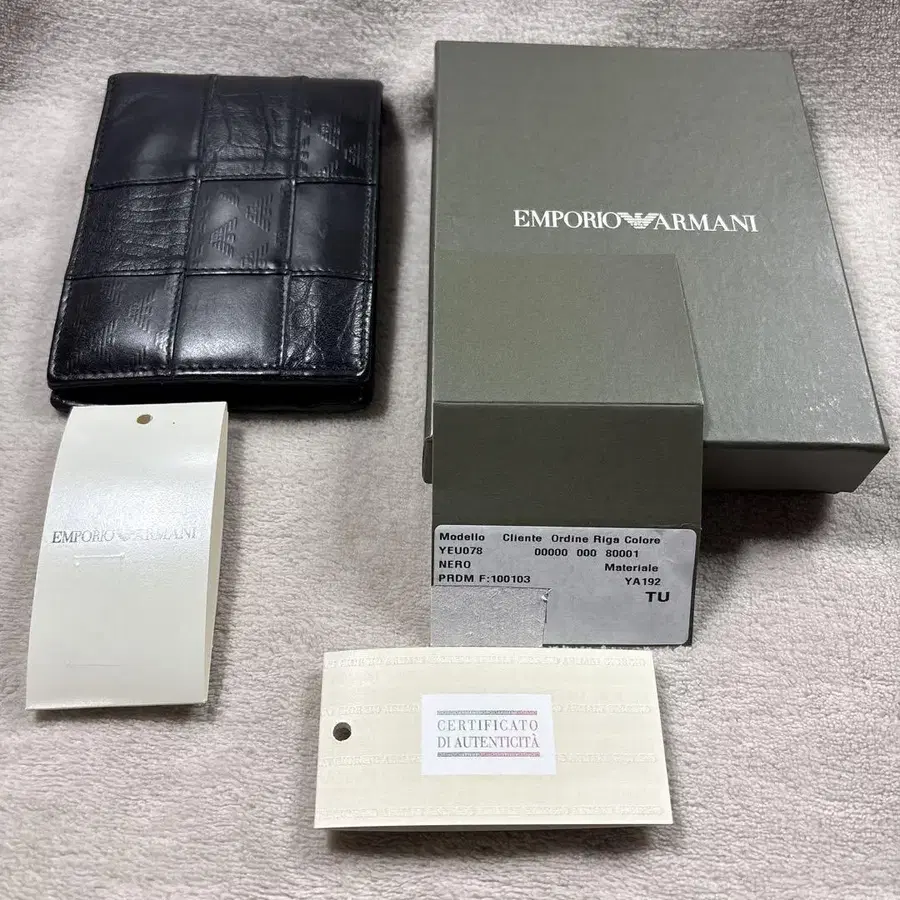 EMPORIO ARMANI
EMPORIO ARMANI
Modello Cliente Ordine Riga Colore
YEU078 00000 000 80001
NERO Materiale
PRDM F:100103 YA192
TU
CERTIFICATO
DI AUTENTICITÀ